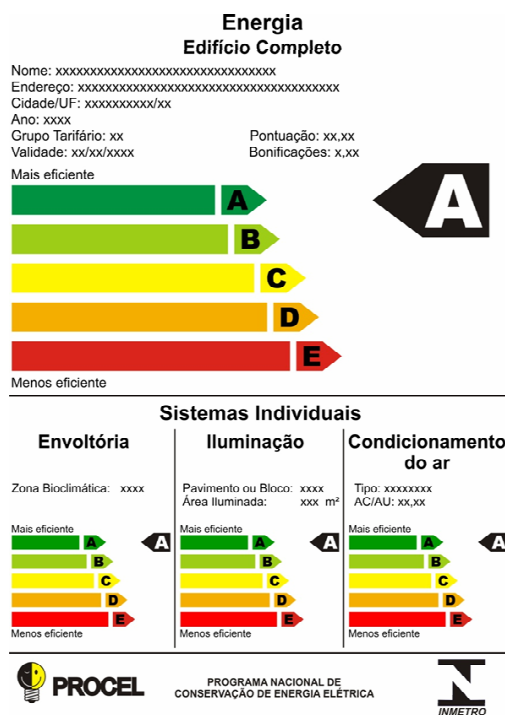 Energia
Edifício Completo
Nome: xxxxxxxxxxxxxxxxxxxxxxxxxxxxxxxx
Endereço: xxxxxxxxxxxxxxxxxxxxxxxxxxxxxxxxxxxxxx
Cidade/UF: xxxxxxxxxx/xx
Ano: xxxx
Grupo Tarifário: xx Pontuação: xx,xx
Validade: xx/xx/xxxx Bonificações: x,xx
Mais eficiente
A A
B
C
D
E
Menos eficiente
Sistemas Individuais
Envoltória
Zona Bioclimática: xxxx
Mais eficiente
A A
B
C
D
E
Menos eficiente
Iluminação
Pavimento ou Bloco: xxxx
Área Iluminada: xxx m²
Mais eficiente
A A
B
C
D
E
Menos eficiente
Condicionamento
do ar
Tipo: xxxxxxxx
AC/AU: xx,xx
Mais eficiente
A A
B
C
D
E
Menos eficiente
PROCEL
PROGRAMA NACIONAL DE
CONSERVAÇÃO DE ENERGIA ELÉTRICA
INMETRO